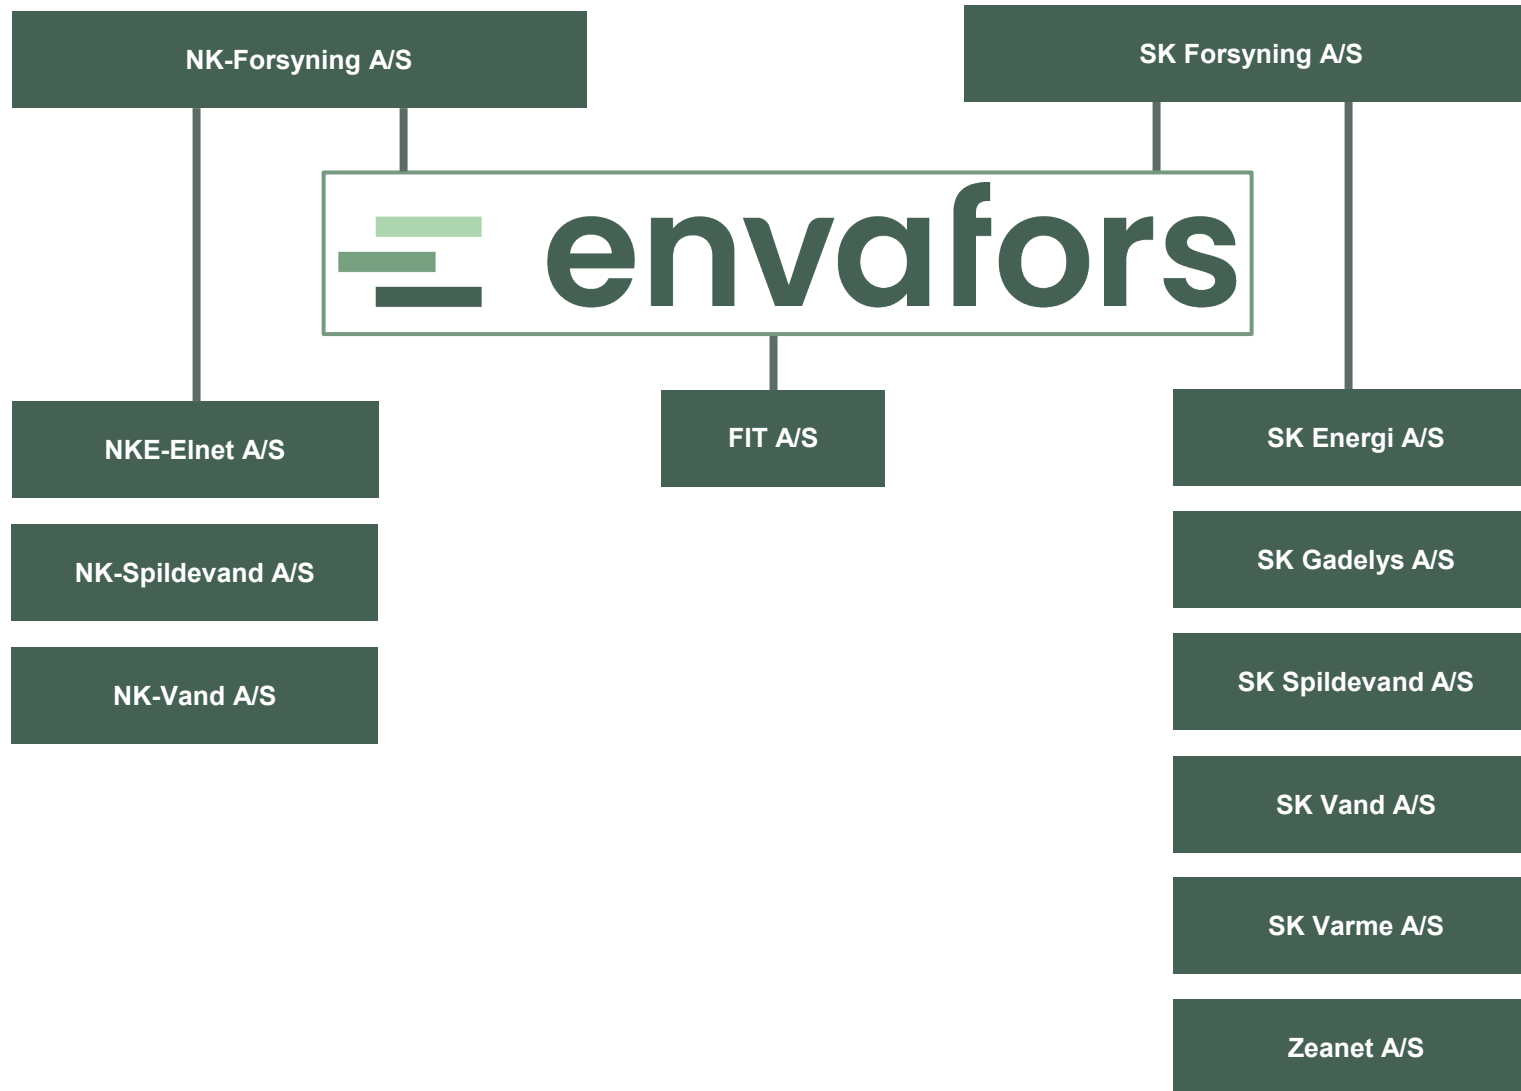 NK-Forsyning A/S
SK Forsyning A/S
envafors
NKE-Elnet A/S
NK-Spildevand A/S
NK-Vand A/S
FIT A/S
SK Energi A/S
SK Gadelys A/S
SK Spildevand A/S
SK Vand A/S
SK Varme A/S
Zeanet A/S